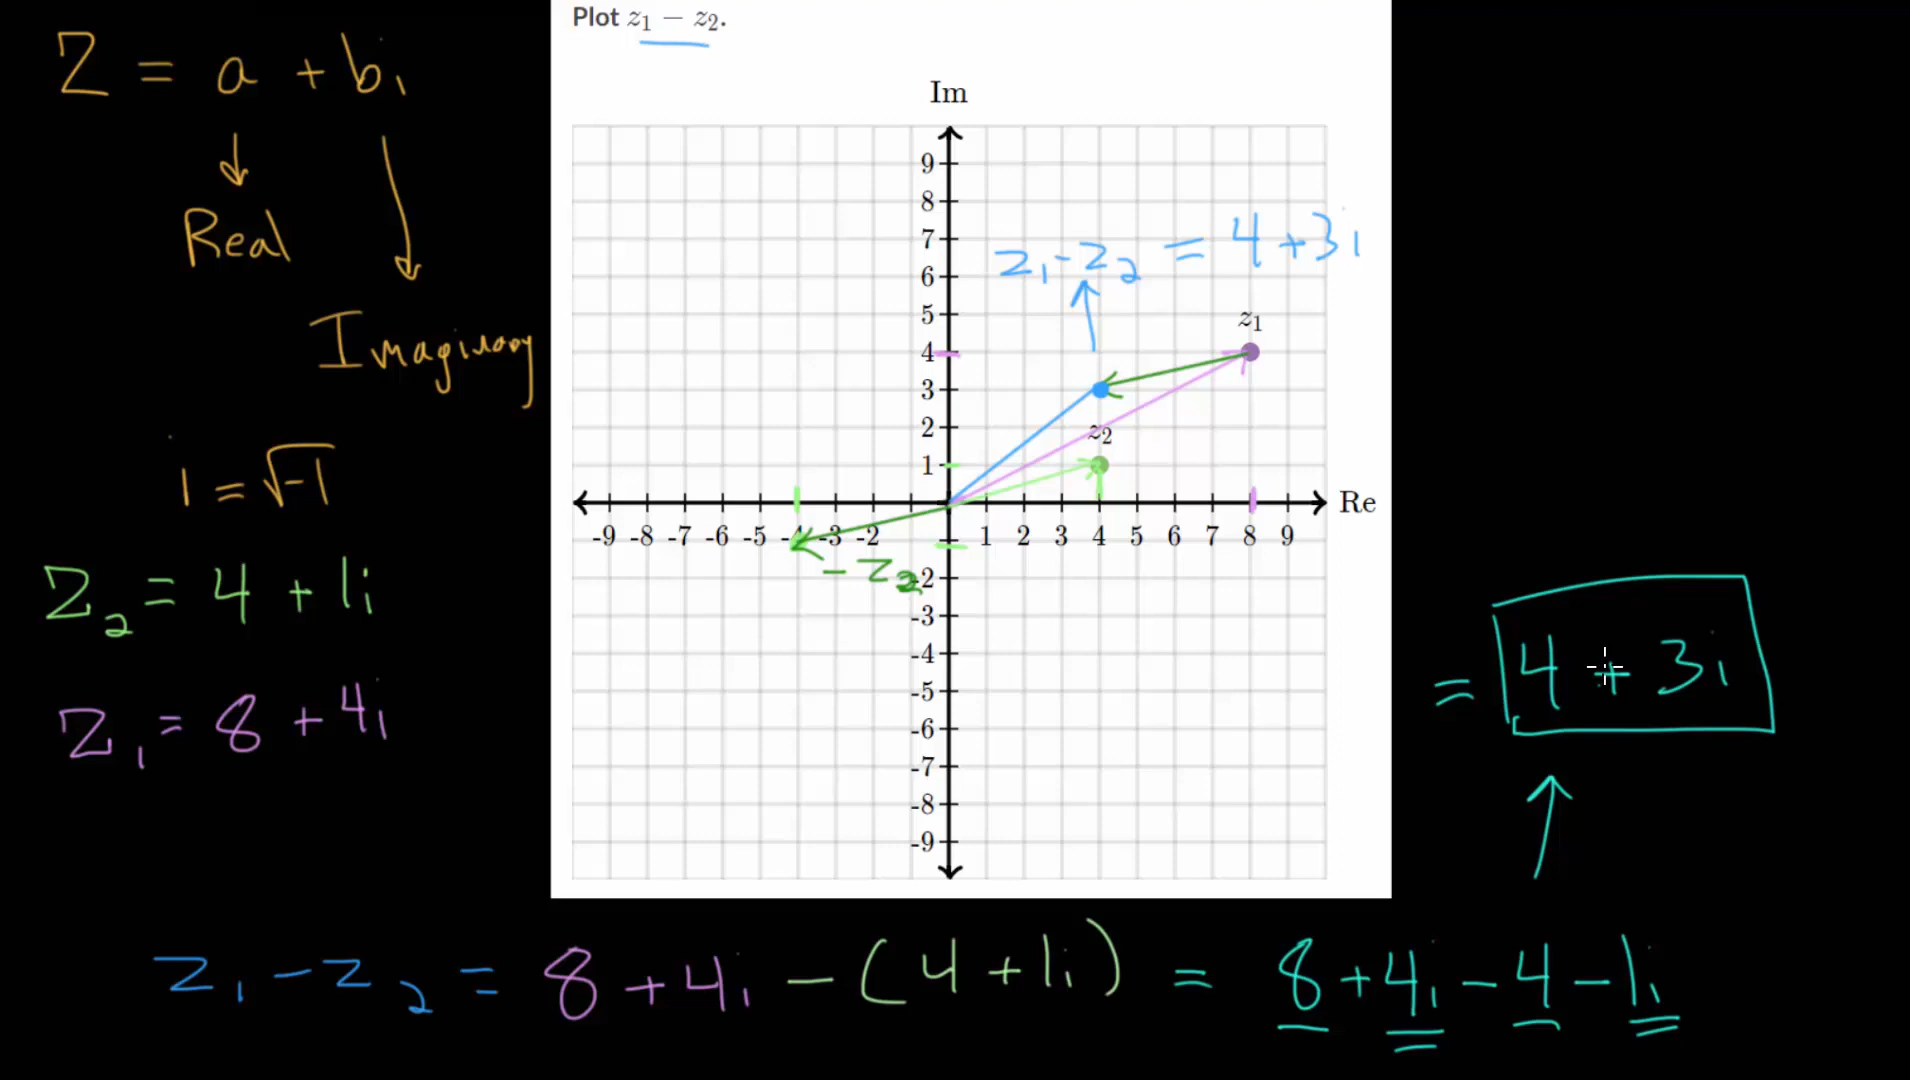 Plot z₁ − z₂.
Z = a + bi
Real
Imaginary
i = √-1
Z₂ = 4 + 1i
Z₁ = 8 + 4i
Im
9
8
7
6
5
4
3
2
1
z₁-z₂ = 4+3i
z₁
z₂
Re
-9 -8 -7 -6 -5 -4 -3 -2 1 2 3 4 5 6 7 8 9
-z₂
-2
-3
-4
-5
-6
-7
-8
-9
= 4 + 3i
z₁ - z₂ = 8 + 4i - (4 + 1i) = 8 + 4i - 4 - 1i